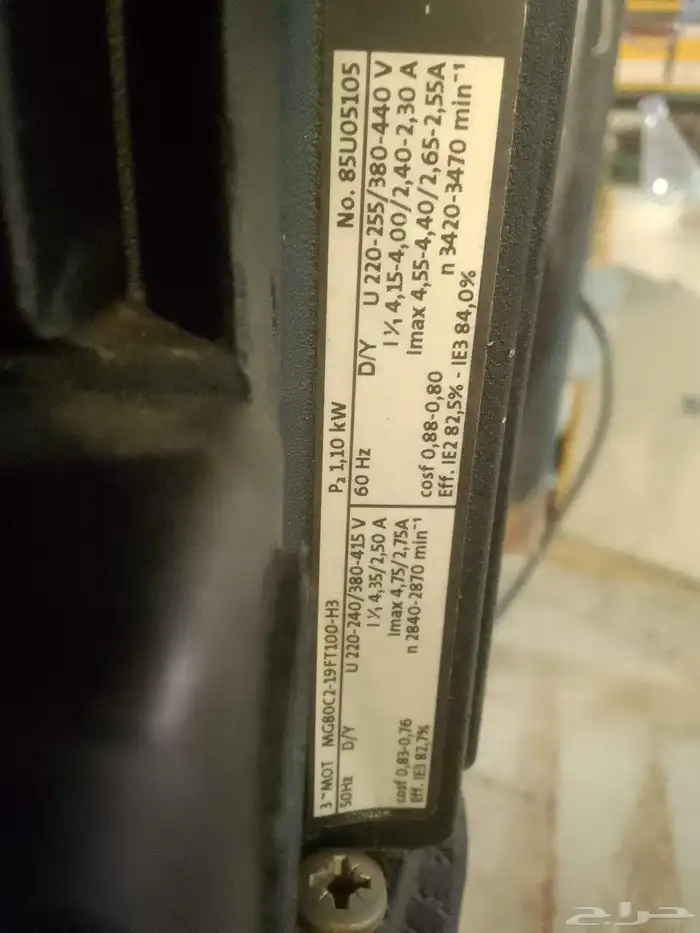 3~MOT MG80C2-19FT100-H3 P₂ 1,10 kW No. 85U05105
50Hz D/Y U 220-240/380-415 V
I 1/1 4,35/2,50 A
Imax 4,75/2,75A
n 2840-2870 min⁻¹
cosf 0,83-0,76
Eff. IE3 82,7%
60 Hz D/Y U 220-255/380-440 V
I 1/1 4,15-4,00/2,40-2,30 A
Imax 4,55-4,40/2,65-2,55A
n 3420-3470 min⁻¹
cosf 0,88-0,80
Eff. IE2 82,5% - IE3 84,0%
حراج